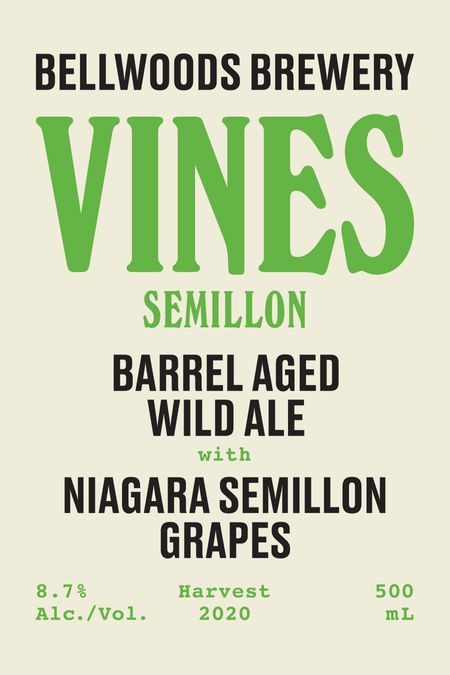 BELLWOODS BREWERY
VINES
SEMILLON
BARREL AGED
WILD ALE
with
NIAGARA SEMILLON
GRAPES
8.7% Harvest 500
Alc./Vol. 2020 mL